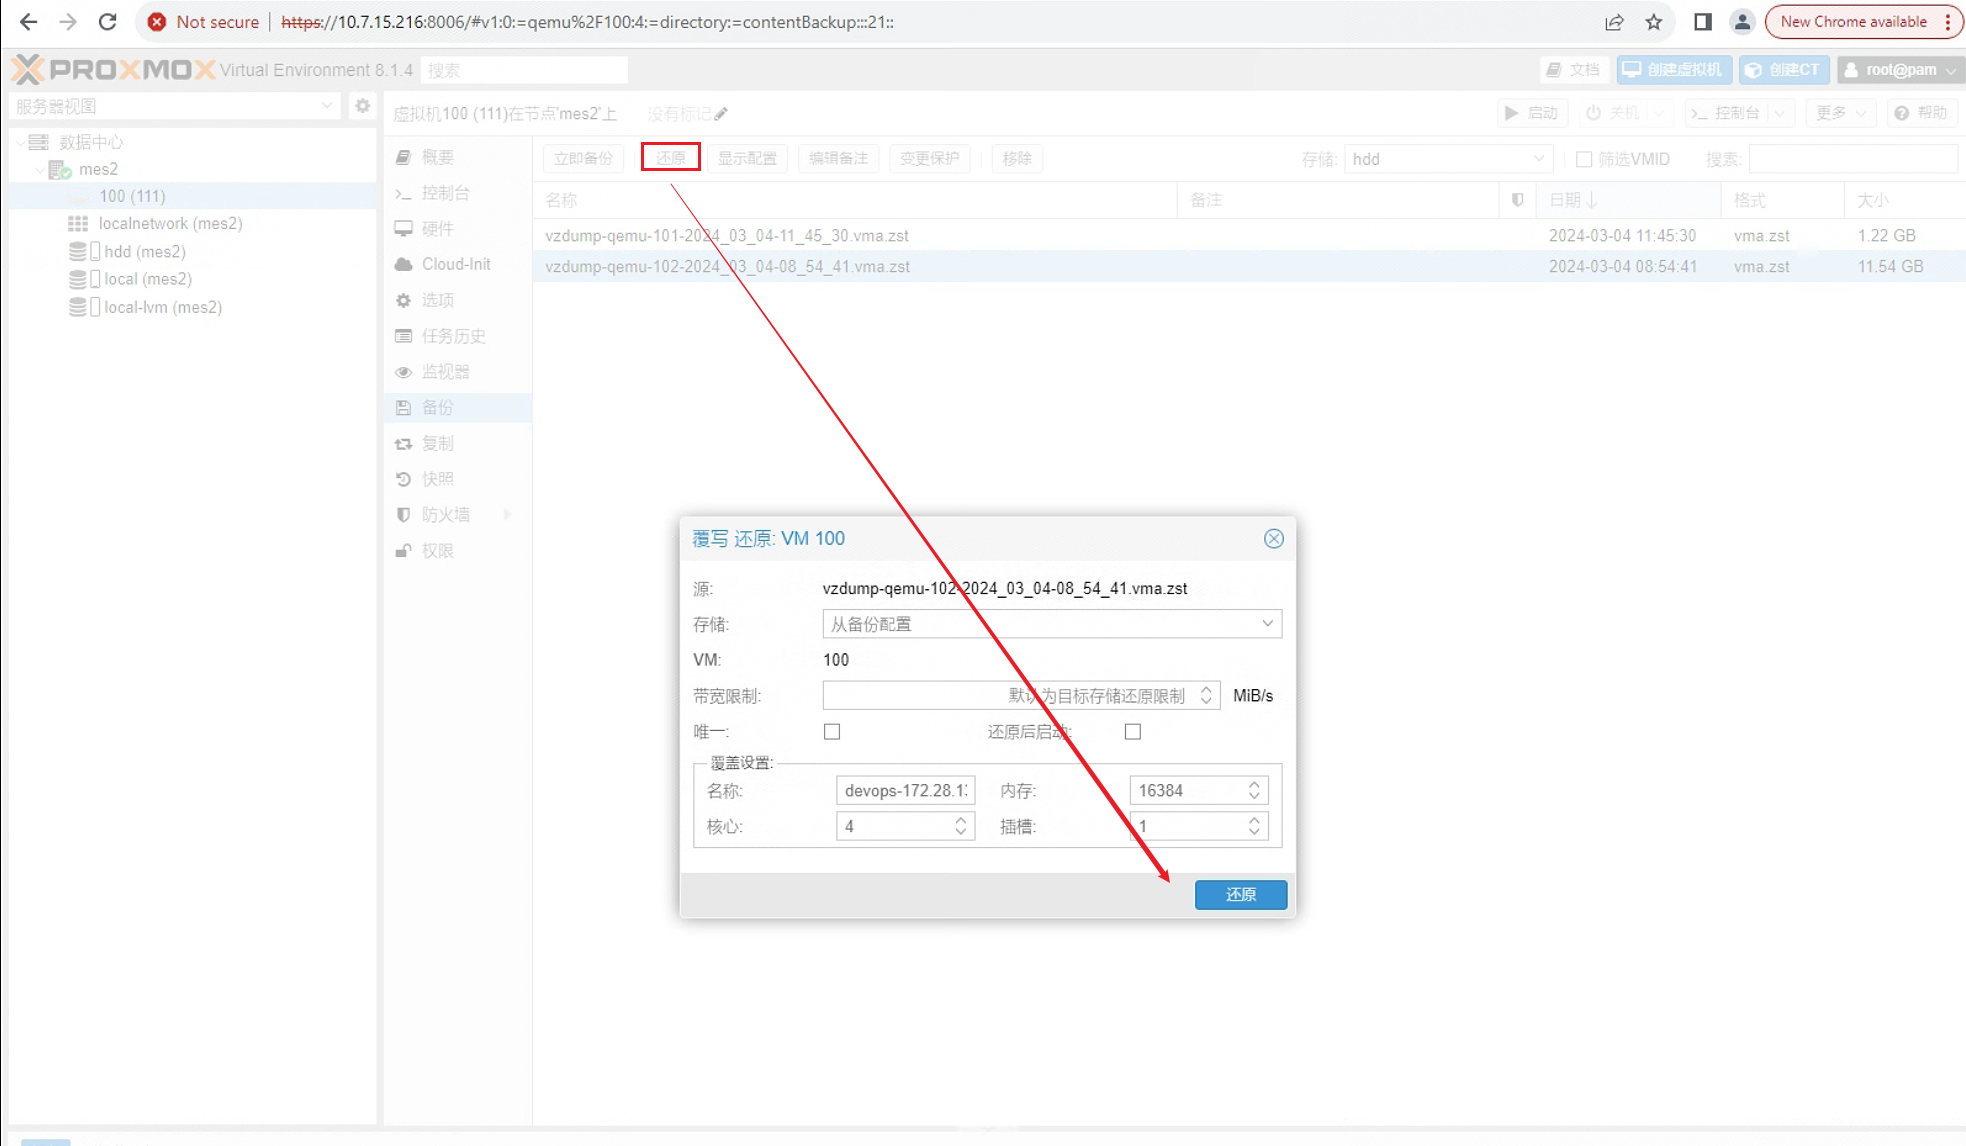 Not secure | https://10.7.15.216:8006/#v1:0:=qemu%2F100:4:=directory:=contentBackup:::21::
New Chrome available
PROXMOX Virtual Environment 8.1.4 搜索
文档 创建虚拟机 创建CT root@pam
服务器视图
虚拟机100 (111)在节点'mes2'上 没有标记 启动 关机 控制台 更多 帮助
数据中心
mes2
100 (111)
localnetwork (mes2)
hdd (mes2)
local (mes2)
local-lvm (mes2)
概要
控制台
硬件
Cloud-Init
选项
任务历史
监视器
备份
复制
快照
防火墙
权限
立即备份 还原 显示配置 编辑备注 变更保护 移除 存储: hdd 筛选VMID 搜索:
名称 备注 日期 格式 大小
vzdump-qemu-101-2024_03_04-11_45_30.vma.zst 2024-03-04 11:45:30 vma.zst 1.22 GB
vzdump-qemu-102-2024_03_04-08_54_41.vma.zst 2024-03-04 08:54:41 vma.zst 11.54 GB
覆写 还原: VM 100
源: vzdump-qemu-102-2024_03_04-08_54_41.vma.zst
存储: 从备份配置
VM: 100
带宽限制: 默认为目标存储还原限制 MiB/s
唯一: 还原后启动:
覆盖设置:
名称: devops-172.28.1 内存: 16384
核心: 4 插槽: 1
还原